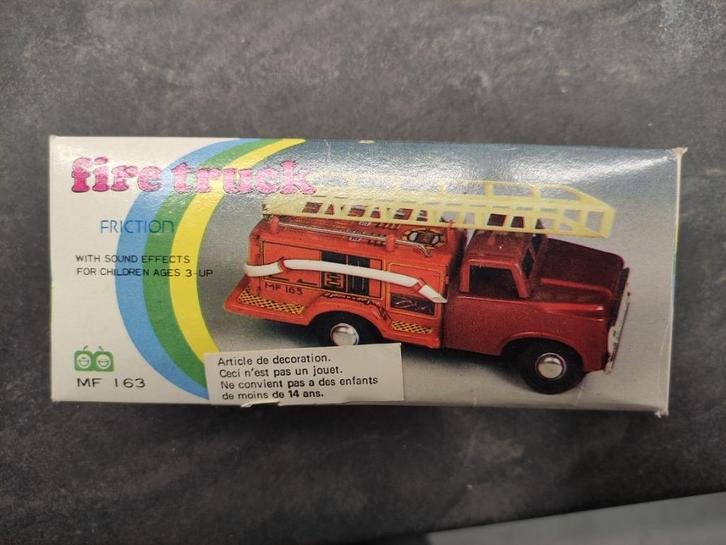 fire truck
FRICTION
WITH SOUND EFFECTS
FOR CHILDREN AGES 3-UP
MF 163
MF 163
Article de decoration.
Ceci n'est pas un jouet.
Ne convient pas a des enfants
de moins de 14 ans.